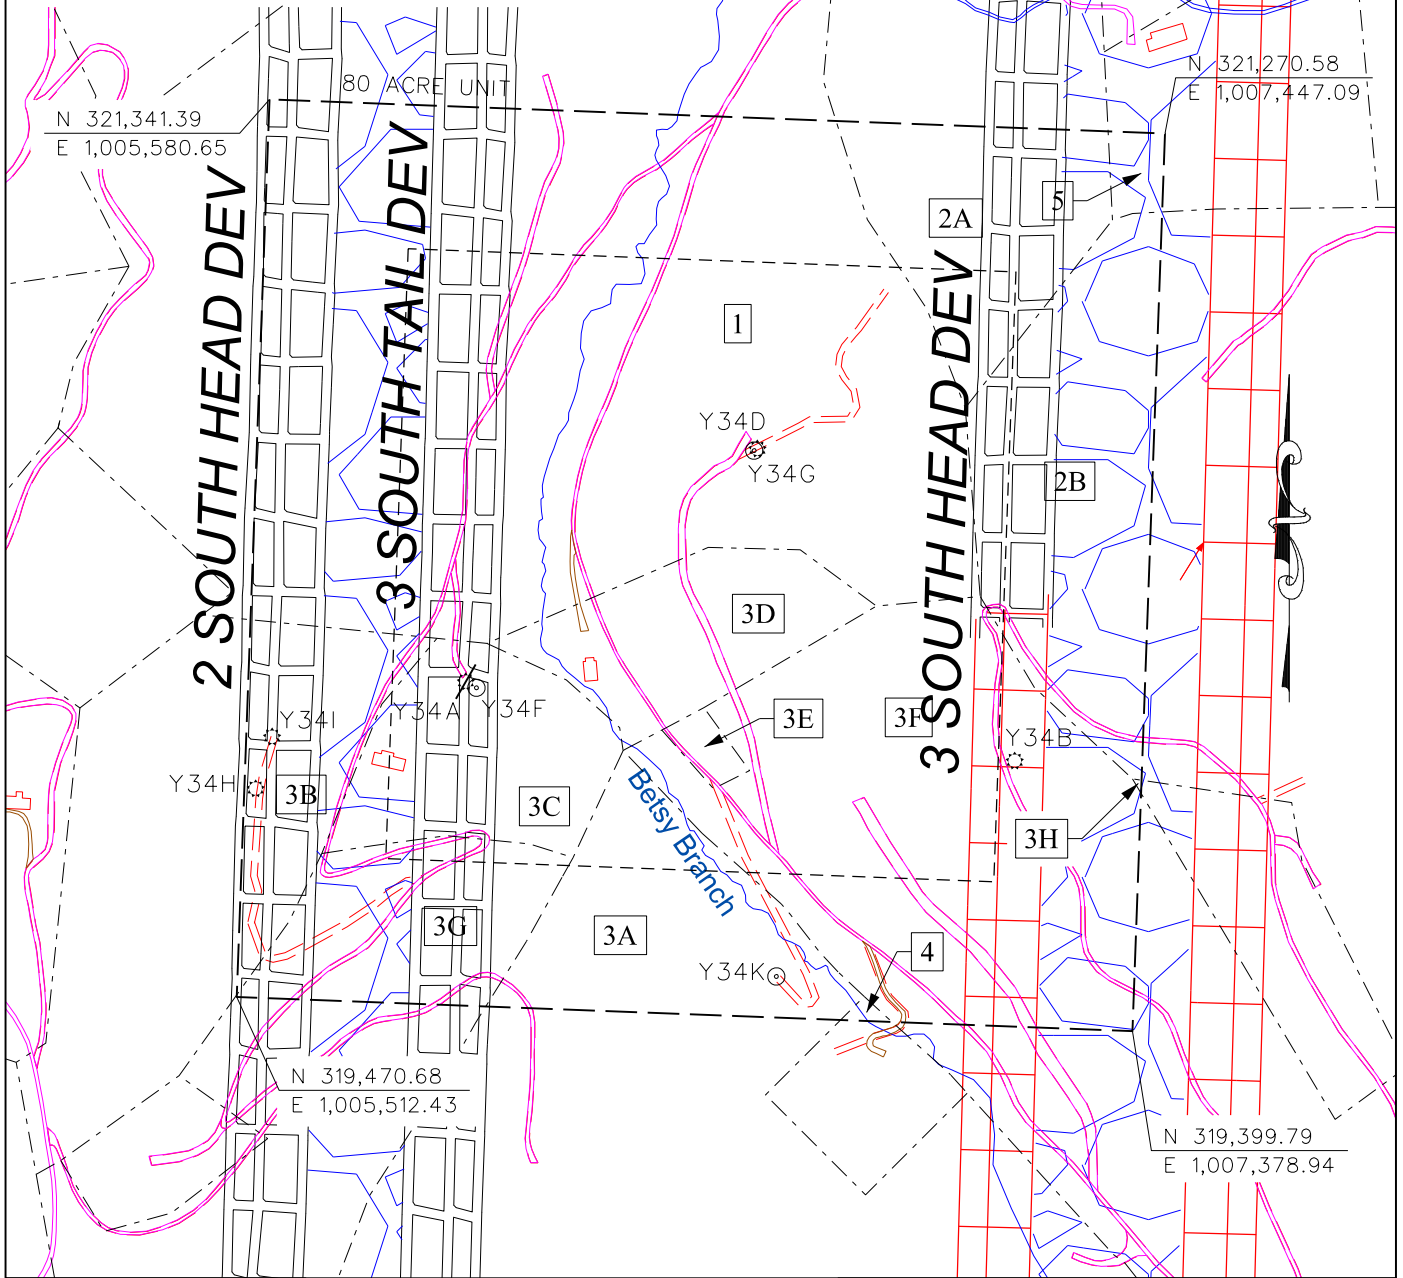 N 321,270.58
E 1,007,447.09
80 ACRE UNIT
N 321,341.39
E 1,005,580.65
2 SOUTH HEAD DEV
3 SOUTH TAIL DEV
3 SOUTH HEAD DEV
5
2A
1
Y34D
Y34G
2B
3D
3E
3F
Y34I
Y34A
Y34F
Y34B
Y34H
3B
3C
Betsy Branch
3H
3G
3A
4
Y34K
N 319,470.68
E 1,005,512.43
N 319,399.79
E 1,007,378.94